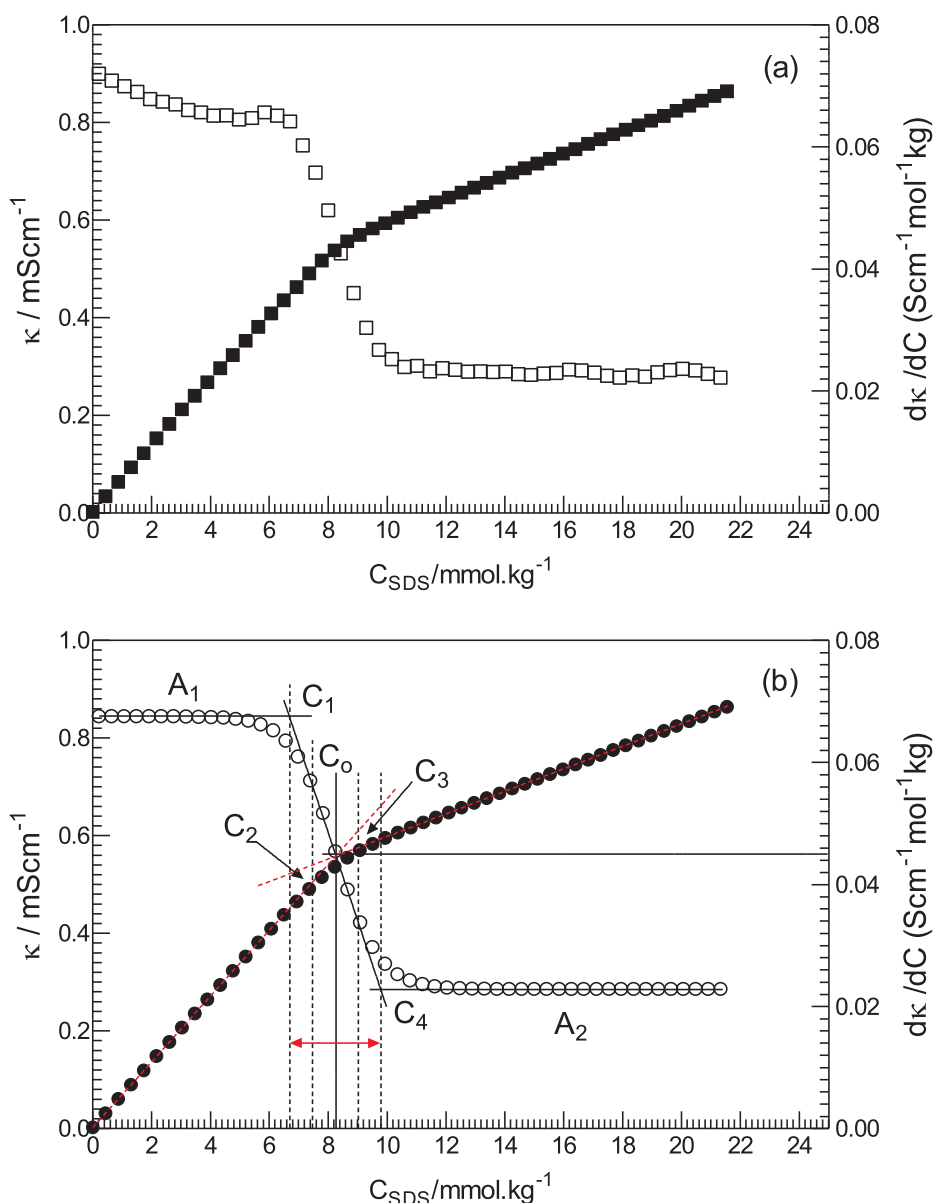 (a)
1.0
0.8
0.6
0.4
0.2
0.0
κ / mScm⁻¹
0.08
0.06
0.04
0.02
0.00
dκ /dC (Scm⁻¹mol⁻¹kg)
0 2 4 6 8 10 12 14 16 18 20 22 24
C_SDS/mmol.kg⁻¹
(b)
1.0
0.8
0.6
0.4
0.2
0.0
κ / mScm⁻¹
A₁
C₁
C₀
C₃
C₂
C₄
A₂
0.08
0.06
0.04
0.02
0.00
dκ /dC (Scm⁻¹mol⁻¹kg)
0 2 4 6 8 10 12 14 16 18 20 22 24
C_SDS/mmol.kg⁻¹